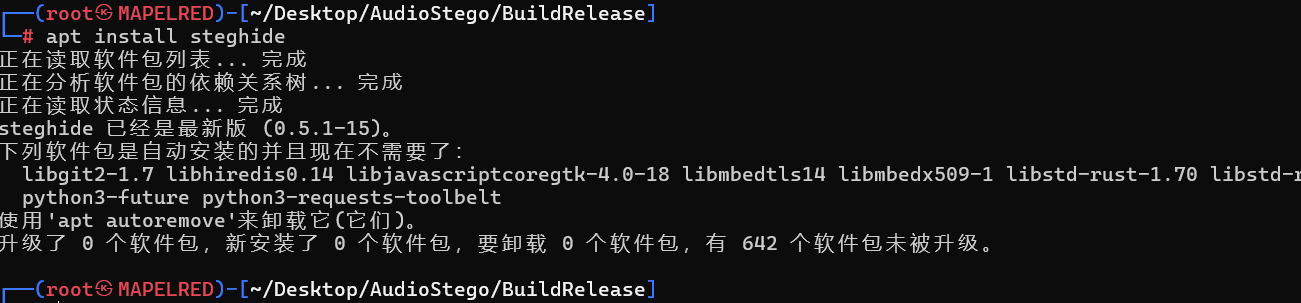 ┌──(root㉿MAPELRED)-[~/Desktop/AudioStego/BuildRelease]
└─# apt install steghide
正在读取软件包列表... 完成
正在分析软件包的依赖关系树... 完成
正在读取状态信息... 完成
steghide 已经是最新版 (0.5.1-15)。
下列软件包是自动安装的并且现在不需要了：
  libgit2-1.7 libhiredis0.14 libjavascriptcoregtk-4.0-18 libmbedtls14 libmbedx509-1 libstd-rust-1.70 libstd-r
  python3-future python3-requests-toolbelt
使用'apt autoremove'来卸载它(它们)。
升级了 0 个软件包，新安装了 0 个软件包，要卸载 0 个软件包，有 642 个软件包未被升级。
┌──(root㉿MAPELRED)-[~/Desktop/AudioStego/BuildRelease]